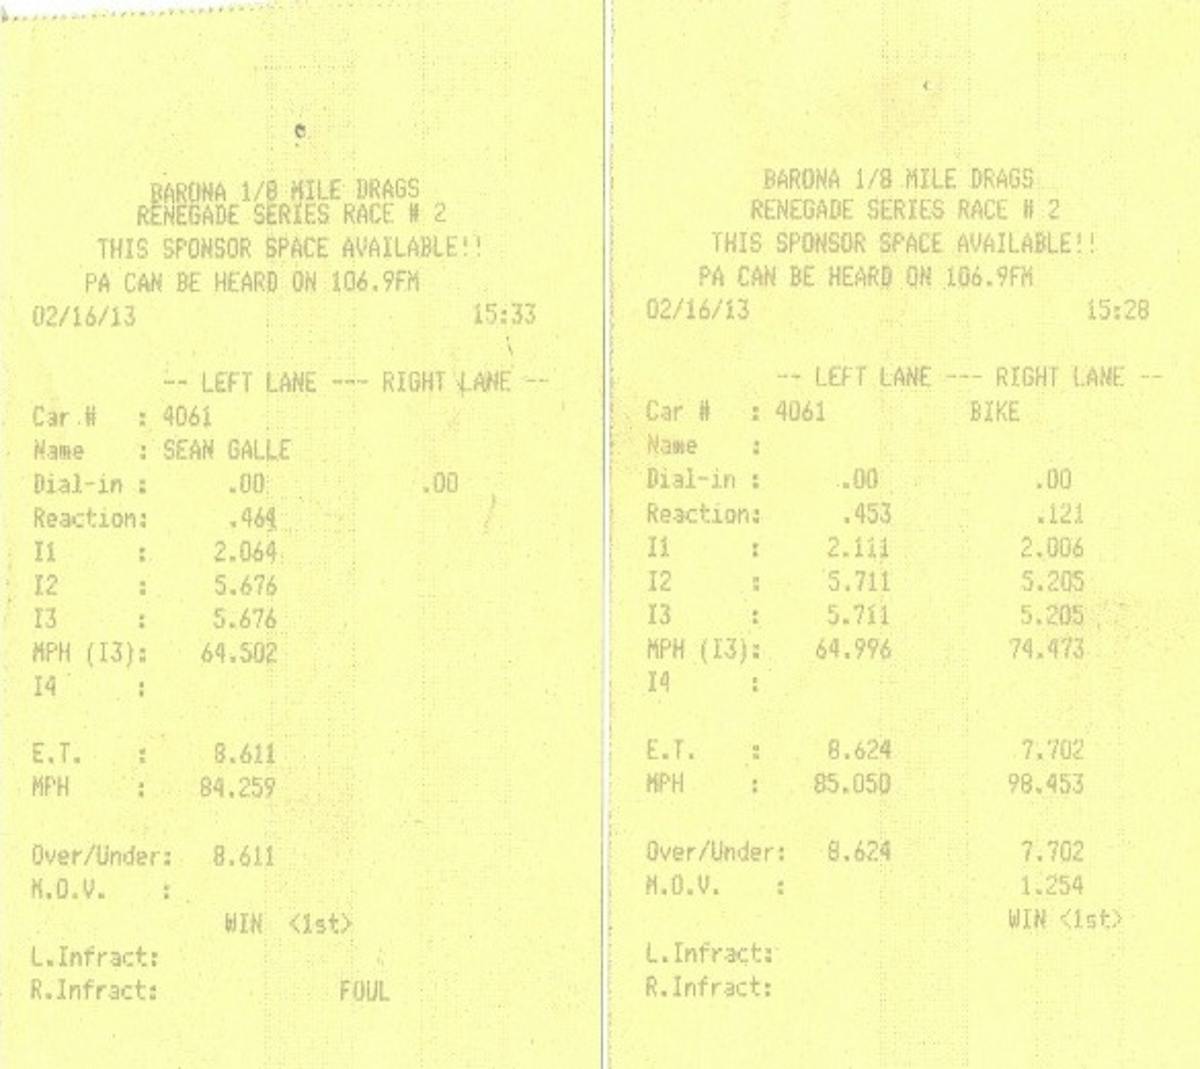 BARONA 1/8 MILE DRAGS
RENEGADE SERIES RACE # 2
THIS SPONSOR SPACE AVAILABLE!!
PA CAN BE HEARD ON 106.9FM
02/16/13 15:33
-- LEFT LANE --- RIGHT LANE --
Car # : 4061
Name : SEAN GALLE
Dial-in : .00 .00
Reaction: .464
I1 : 2.064
I2 : 5.676
I3 : 5.676
MPH (I3): 64.502
I4 :
E.T. : 8.611
MPH : 84.259
Over/Under: 8.611
M.O.V. :
WIN <1st>
L.Infract:
R.Infract: FOUL
BARONA 1/8 MILE DRAGS
RENEGADE SERIES RACE # 2
THIS SPONSOR SPACE AVAILABLE!!
PA CAN BE HEARD ON 106.9FM
02/16/13 15:28
-- LEFT LANE --- RIGHT LANE --
Car # : 4061 BIKE
Name :
Dial-in : .00 .00
Reaction: .453 .121
I1 : 2.111 2.006
I2 : 5.711 5.205
I3 : 5.711 5.205
MPH (I3): 64.996 74.473
I4 :
E.T. : 8.624 7.702
MPH : 85.050 98.453
Over/Under: 8.624 7.702
M.O.V. : 1.254
WIN <1st>
L.Infract:
R.Infract: